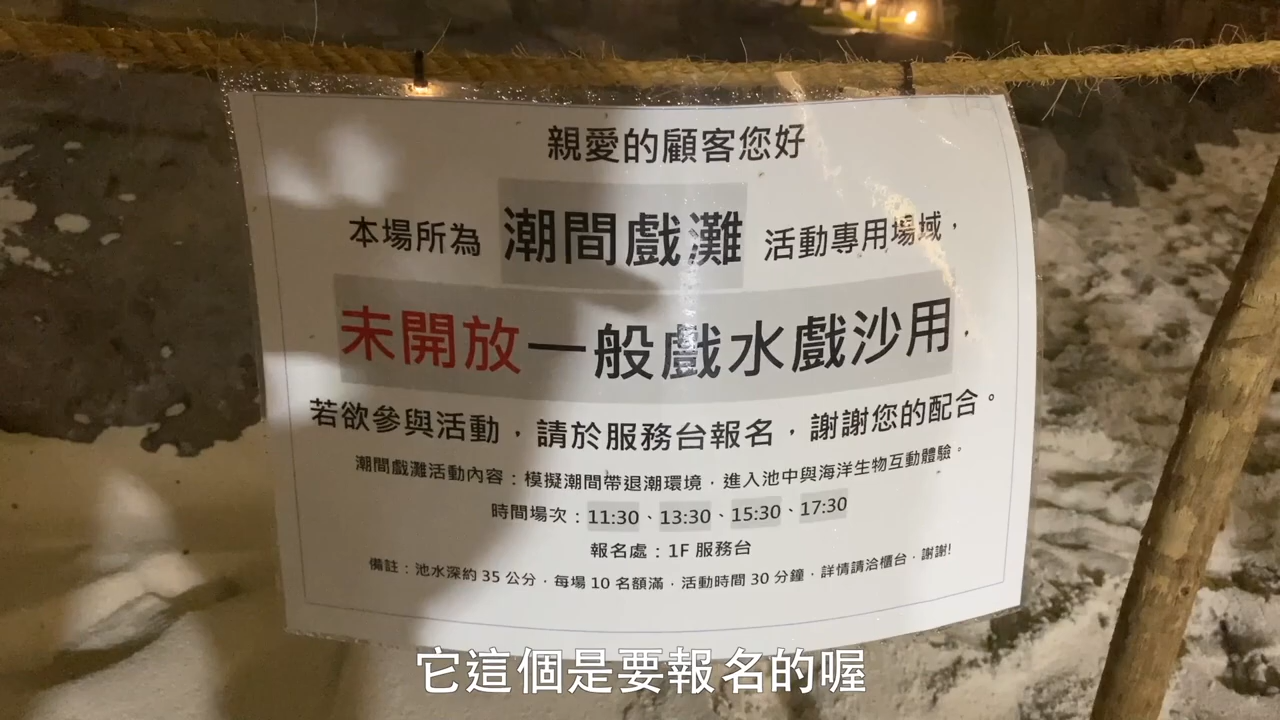 親愛的顧客您好
本場所為 潮間戲灘 活動專用場域，
未開放一般戲水戲沙用，
若欲參與活動，請於服務台報名，謝謝您的配合。
潮間戲灘活動內容：模擬潮間帶退潮環境，進入池中與海洋生物互動體驗。
時間場次：11:30、13:30、15:30、17:30
報名處：1F 服務台
備註：池水深約 35 公分，每場 10 名額滿，活動時間 30 分鐘，詳情請洽櫃台，謝謝!
它這個是要報名的喔